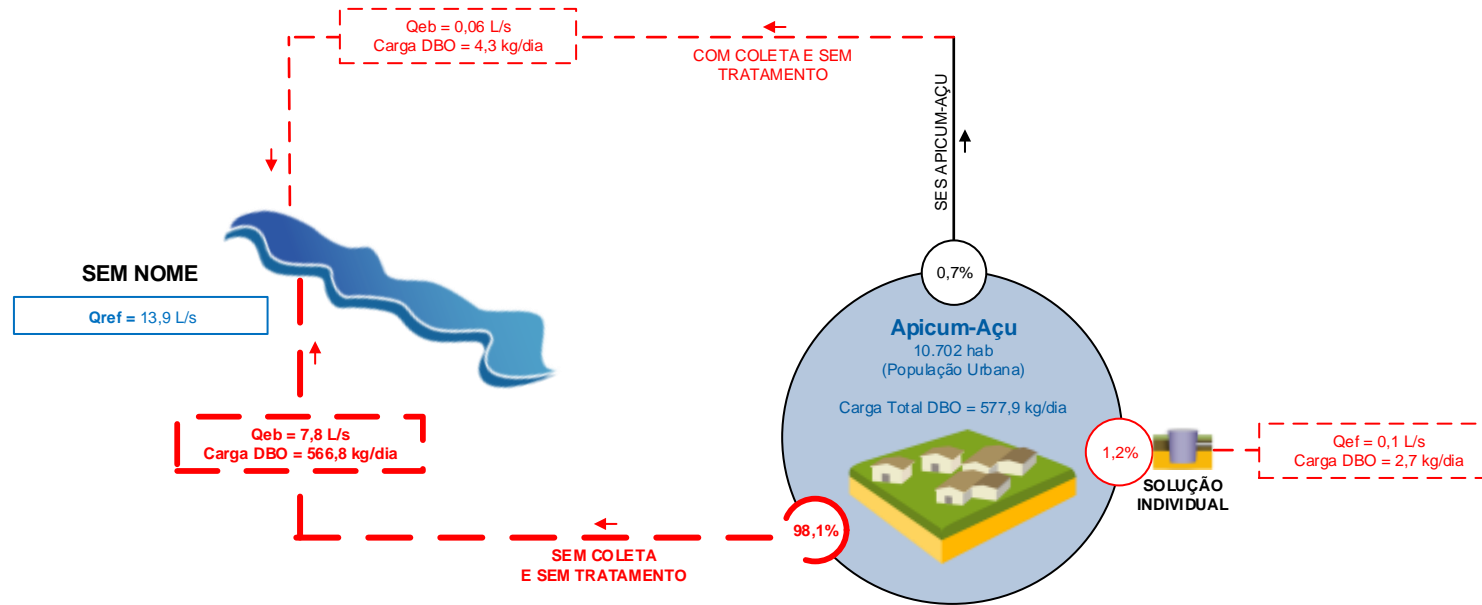 Qeb = 0,06 L/s
Carga DBO = 4,3 kg/dia
COM COLETA E SEM
TRATAMENTO
SES APICUM-AÇU
SEM NOME
Qref = 13,9 L/s
0,7%
Apicum-Açu
10.702 hab
(População Urbana)
Carga Total DBO = 577,9 kg/dia
Qeb = 7,8 L/s
Carga DBO = 566,8 kg/dia
1,2%
SOLUÇÃO
INDIVIDUAL
Qef = 0,1 L/s
Carga DBO = 2,7 kg/dia
98,1%
SEM COLETA
E SEM TRATAMENTO